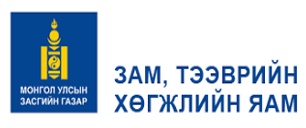 МОНГОЛ УЛСЫН
ЗАСГИЙН ГАЗАР
ЗАМ, ТЭЭВРИЙН
ХӨГЖЛИЙН ЯАМ